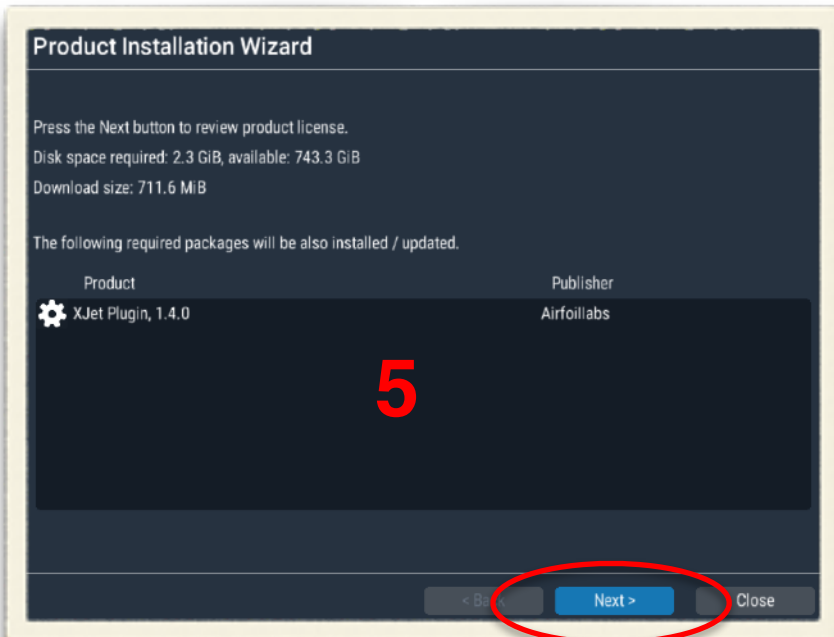 Product Installation Wizard
Press the Next button to review product license.
Disk space required: 2.3 GiB, available: 743.3 GiB
Download size: 711.6 MiB
The following required packages will be also installed / updated.
Product Publisher
XJet Plugin, 1.4.0 Airfoillabs
5
< Back Next > Close